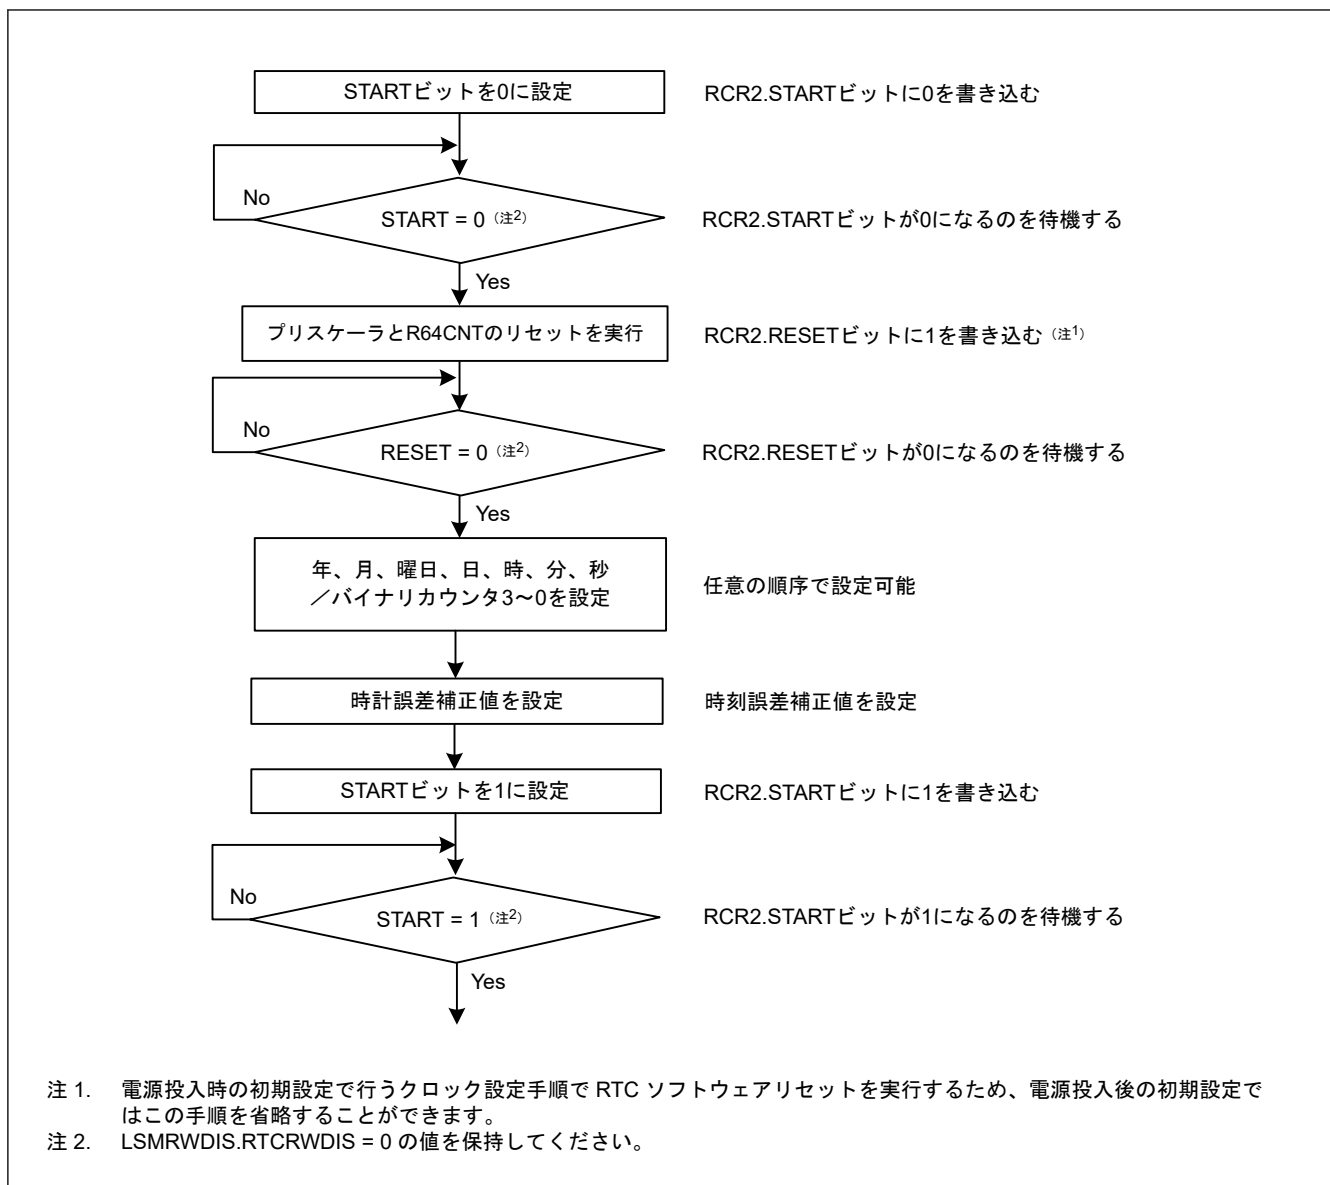 STARTビットを0に設定
RCR2.STARTビットに0を書き込む
No
START = 0（注2）
RCR2.STARTビットが0になるのを待機する
Yes
プリスケーラとR64CNTのリセットを実行
RCR2.RESETビットに1を書き込む（注1）
No
RESET = 0（注2）
RCR2.RESETビットが0になるのを待機する
Yes
年、月、曜日、日、時、分、秒
／バイナリカウンタ3～0を設定
任意の順序で設定可能
時計誤差補正値を設定
時刻誤差補正値を設定
STARTビットを1に設定
RCR2.STARTビットに1を書き込む
No
START = 1（注2）
RCR2.STARTビットが1になるのを待機する
Yes
注 1. 電源投入時の初期設定で行うクロック設定手順で RTC ソフトウェアリセットを実行するため、電源投入後の初期設定で
はこの手順を省略することができます。
注 2. LSMRWDIS.RTCRWDIS = 0 の値を保持してください。